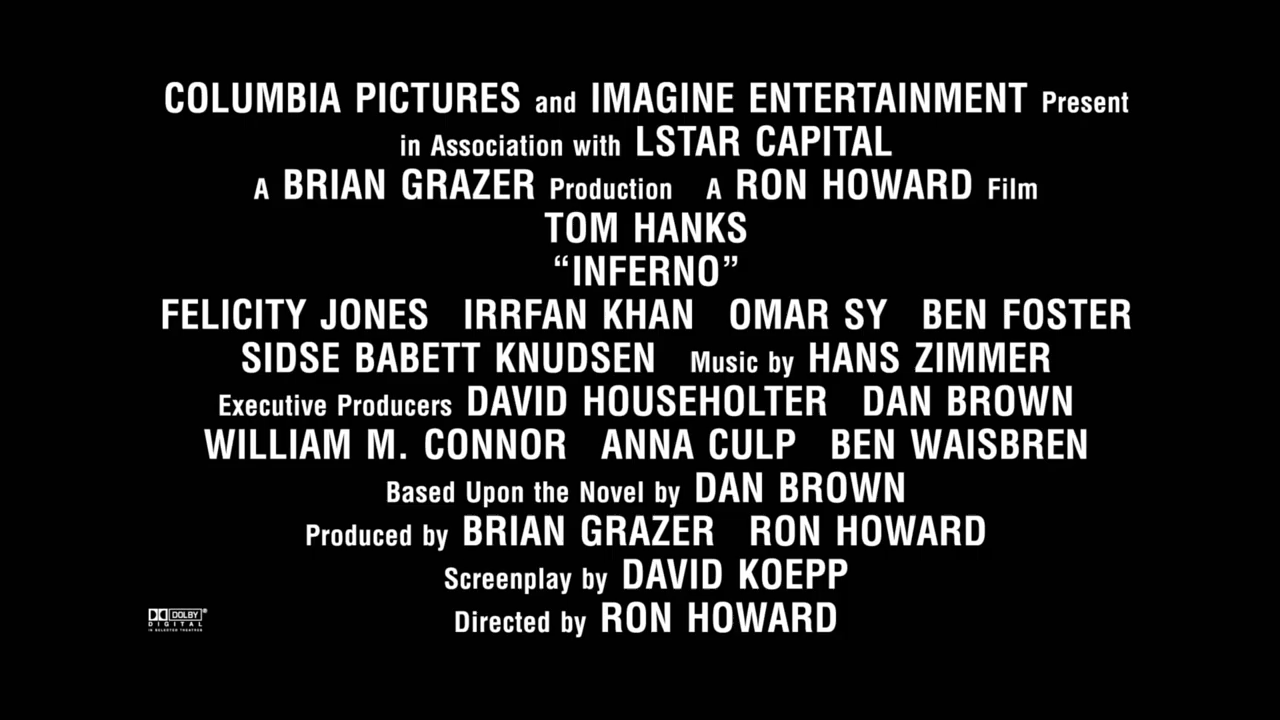 COLUMBIA PICTURES and IMAGINE ENTERTAINMENT Present
in Association with LSTAR CAPITAL
A BRIAN GRAZER Production A RON HOWARD Film
TOM HANKS
“INFERNO”
FELICITY JONES IRRFAN KHAN OMAR SY BEN FOSTER
SIDSE BABETT KNUDSEN Music by HANS ZIMMER
Executive Producers DAVID HOUSEHOLTER DAN BROWN
WILLIAM M. CONNOR ANNA CULP BEN WAISBREN
Based Upon the Novel by DAN BROWN
Produced by BRIAN GRAZER RON HOWARD
Screenplay by DAVID KOEPP
Directed by RON HOWARD
DOLBY®
DIGITAL
IN SELECTED THEATRES